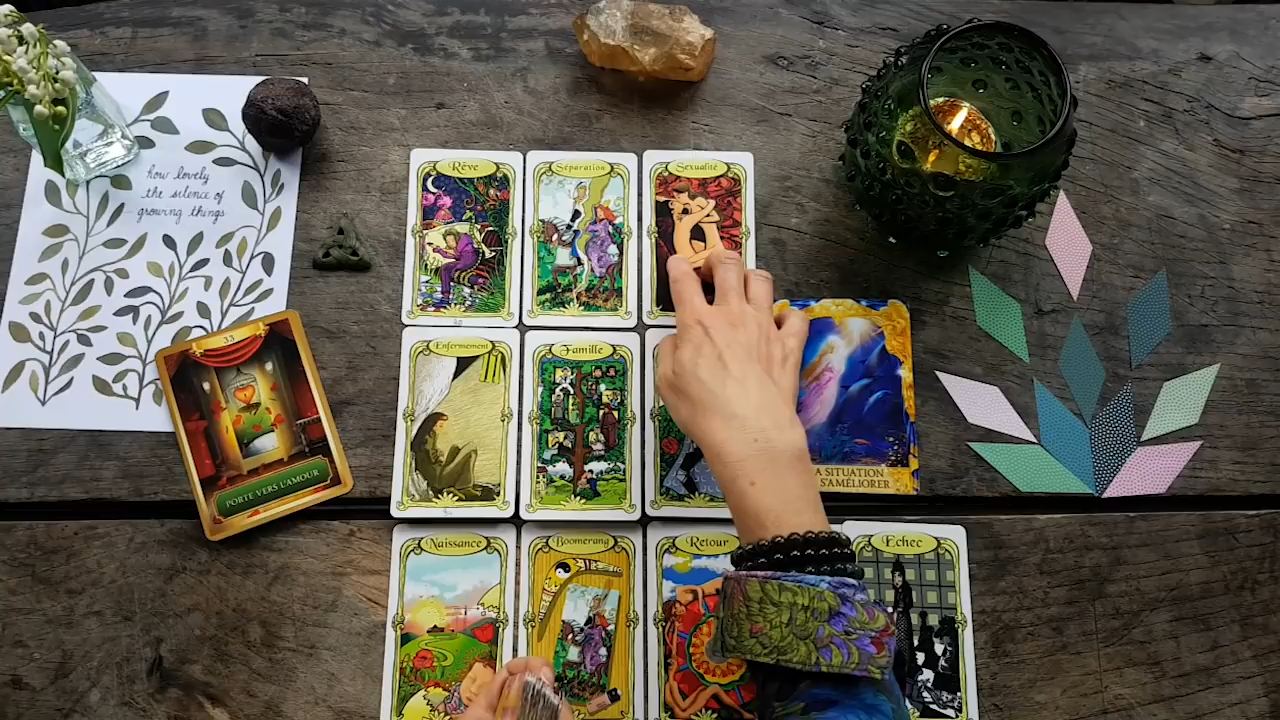 how lovely
the silence of
growing things
Rêve
Séparation
Sexualité
33
PORTE VERS L'AMOUR
Enfermement
Famille
A SITUATION
S'AMÉLIORER
Naissance
Boomerang
Retour
Echec